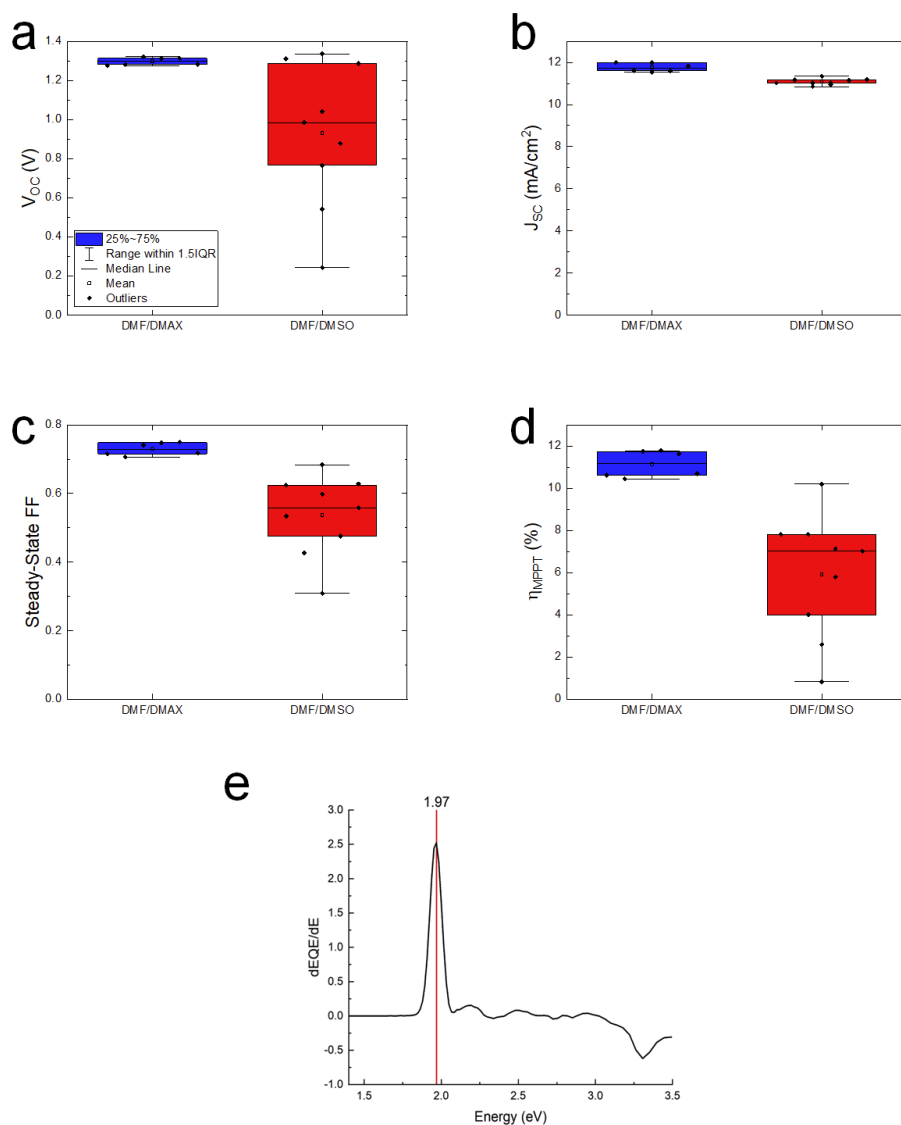 a
1.4
1.2
1.0
0.8
0.6
0.4
0.2
0.0
V_OC (V)
25%~75%
Range within 1.5IQR
Median Line
Mean
Outliers
DMF/DMAX
DMF/DMSO
b
12
10
8
6
4
2
0
J_SC (mA/cm²)
DMF/DMAX
DMF/DMSO
c
0.8
0.6
0.4
0.2
0.0
Steady-State FF
DMF/DMAX
DMF/DMSO
d
12
10
8
6
4
2
0
η_MPPT (%)
DMF/DMAX
DMF/DMSO
e
1.97
3.0
2.5
2.0
1.5
1.0
0.5
0.0
-0.5
-1.0
dEQE/dE
1.5
2.0
2.5
3.0
3.5
Energy (eV)